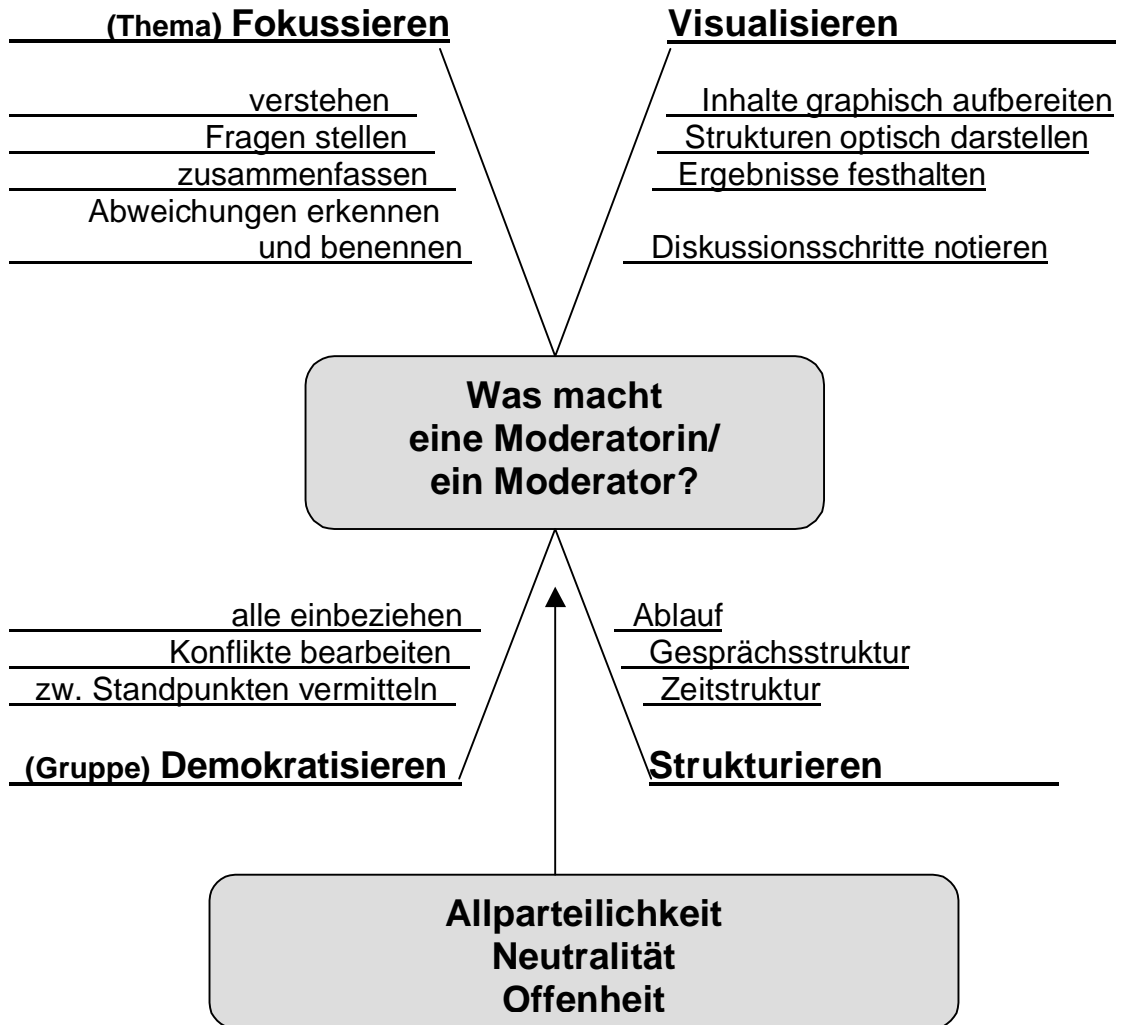 (Thema) Fokussieren
verstehen
Fragen stellen
zusammenfassen
Abweichungen erkennen
und benennen
Visualisieren
Inhalte graphisch aufbereiten
Strukturen optisch darstellen
Ergebnisse festhalten
Diskussionsschritte notieren
Was macht
eine Moderatorin/
ein Moderator?
alle einbeziehen
Konflikte bearbeiten
zw. Standpunkten vermitteln
(Gruppe) Demokratisieren
Ablauf
Gesprächsstruktur
Zeitstruktur
Strukturieren
Allparteilichkeit
Neutralität
Offenheit